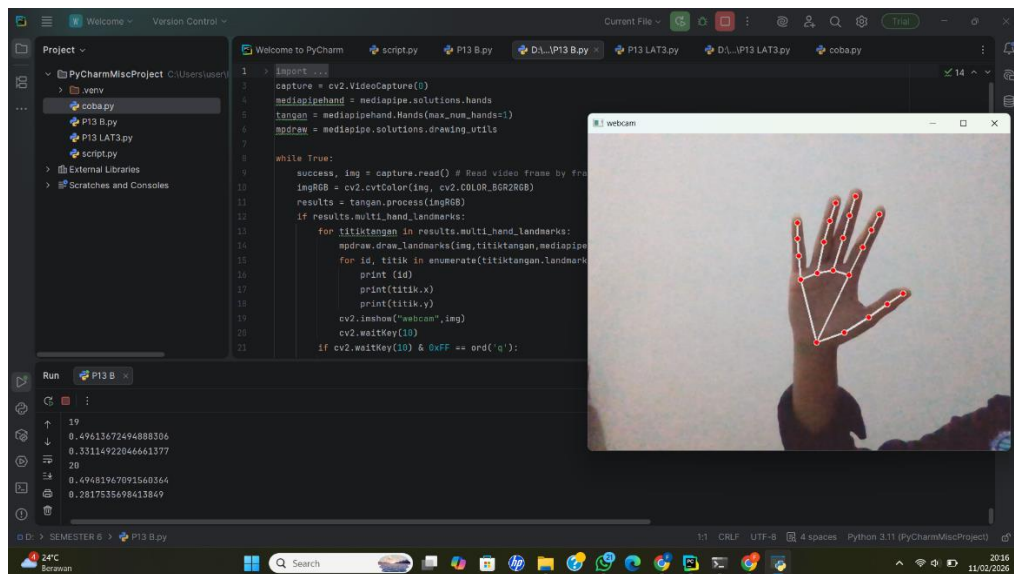 W Welcome Version Control Current File Trial
Project
Welcome to PyCharm script.py P13 B.py D:\...\P13 B.py × P13 LAT3.py D:\...\P13 LAT3.py coba.py
PyCharmMiscProject C:\Users\user\
.venv
coba.py
P13 B.py
P13 LAT3.py
script.py
External Libraries
Scratches and Consoles
14
1 import ...
3 capture = cv2.VideoCapture(0)
4 mediapipehand = mediapipe.solutions.hands
5 tangan = mediapipehand.Hands(max_num_hands=1)
6 mpdraw = mediapipe.solutions.drawing_utils
7
8 while True:
9 success, img = capture.read() # Read video frame by fra
10 imgRGB = cv2.cvtColor(img, cv2.COLOR_BGR2RGB)
11 results = tangan.process(imgRGB)
12 if results.multi_hand_landmarks:
13 for titiktangan in results.multi_hand_landmarks:
14 mpdraw.draw_landmarks(img,titiktangan,mediapipe
15 for id, titik in enumerate(titiktangan.landmark
16 print (id)
17 print(titik.x)
18 print(titik.y)
19 cv2.imshow("webcam",img)
20 cv2.waitKey(10)
21 if cv2.waitKey(10) & 0xFF == ord('q'):
webcam
Run P13 B ×
19
0.49613672494888306
0.33114922046661377
20
0.49481967091560364
0.2817535698413849
D: > SEMESTER 6 > P13 B.py
1:1 CRLF UTF-8 4 spaces Python 3.11 (PyCharmMiscProject)
4
24°C
Berawan
Search
hp
21
20:16
11/02/2026